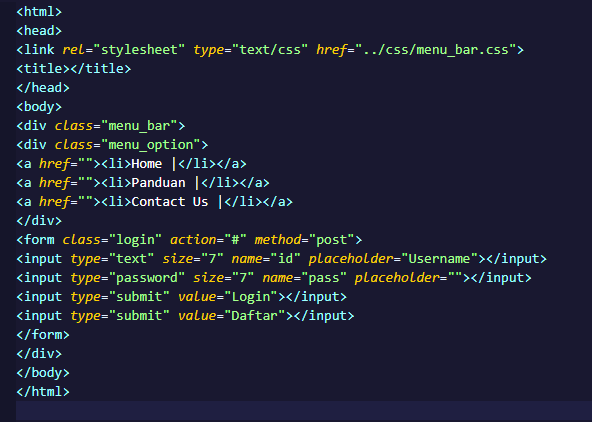 <html>
<head>
<link rel="stylesheet" type="text/css" href="../css/menu_bar.css">
<title></title>
</head>
<body>
<div class="menu_bar">
<div class="menu_option">
<a href=""><li>Home |</li></a>
<a href=""><li>Panduan |</li></a>
<a href=""><li>Contact Us |</li></a>
</div>
<form class="login" action="#" method="post">
<input type="text" size="7" name="id" placeholder="Username"></input>
<input type="password" size="7" name="pass" placeholder=""></input>
<input type="submit" value="Login"></input>
<input type="submit" value="Daftar"></input>
</form>
</div>
</body>
</html>